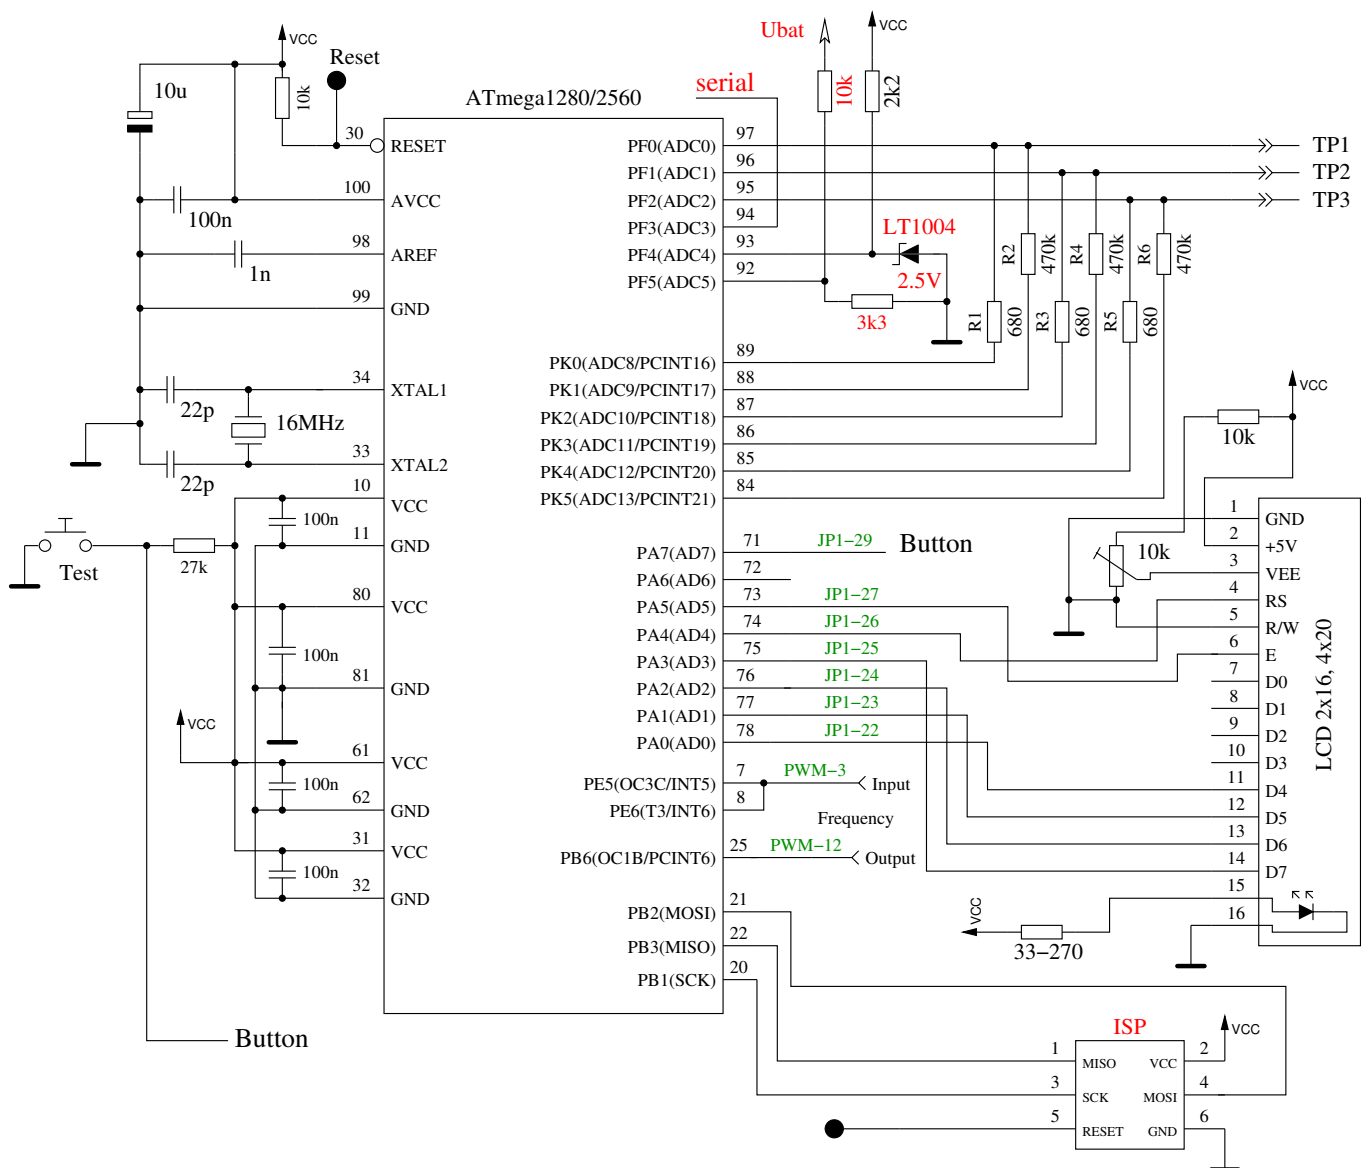 VCC
Reset
10u
10k
ATmega1280/2560
serial
Ubat
10k
VCC
2k2
30
RESET
100
AVCC
100n
98
AREF
1n
99
GND
34
XTAL1
22p
16MHz
33
XTAL2
22p
10
VCC
100n
11
GND
Test
27k
80
VCC
100n
81
GND
VCC
61
VCC
100n
62
GND
31
VCC
100n
32
GND
Button
PF0(ADC0)
97
TP1
PF1(ADC1)
96
TP2
PF2(ADC2)
95
TP3
PF3(ADC3)
94
PF4(ADC4)
93
LT1004
2.5V
PF5(ADC5)
92
3k3
R2
470k
R4
470k
R6
470k
R1
680
R3
680
R5
680
PK0(ADC8/PCINT16)
89
PK1(ADC9/PCINT17)
88
PK2(ADC10/PCINT18)
87
PK3(ADC11/PCINT19)
86
PK4(ADC12/PCINT20)
85
PK5(ADC13/PCINT21)
84
PA7(AD7)
71
JP1−29
Button
PA6(AD6)
72
PA5(AD5)
73
JP1−27
PA4(AD4)
74
JP1−26
PA3(AD3)
75
JP1−25
PA2(AD2)
76
JP1−24
PA1(AD1)
77
JP1−23
PA0(AD0)
78
JP1−22
PE5(OC3C/INT5)
7
PWM−3
Input
PE6(T3/INT6)
8
Frequency
PB6(OC1B/PCINT6)
25
PWM−12
Output
PB2(MOSI)
21
PB3(MISO)
22
PB1(SCK)
20
VCC
10k
10k
1
GND
2
+5V
3
VEE
4
RS
5
R/W
6
E
7
D0
8
D1
9
D2
10
D3
11
D4
12
D5
13
D6
14
D7
15
16
LCD 2x16, 4x20
VCC
33−270
ISP
VCC
1
MISO
VCC
2
3
SCK
MOSI
4
5
RESET
GND
6